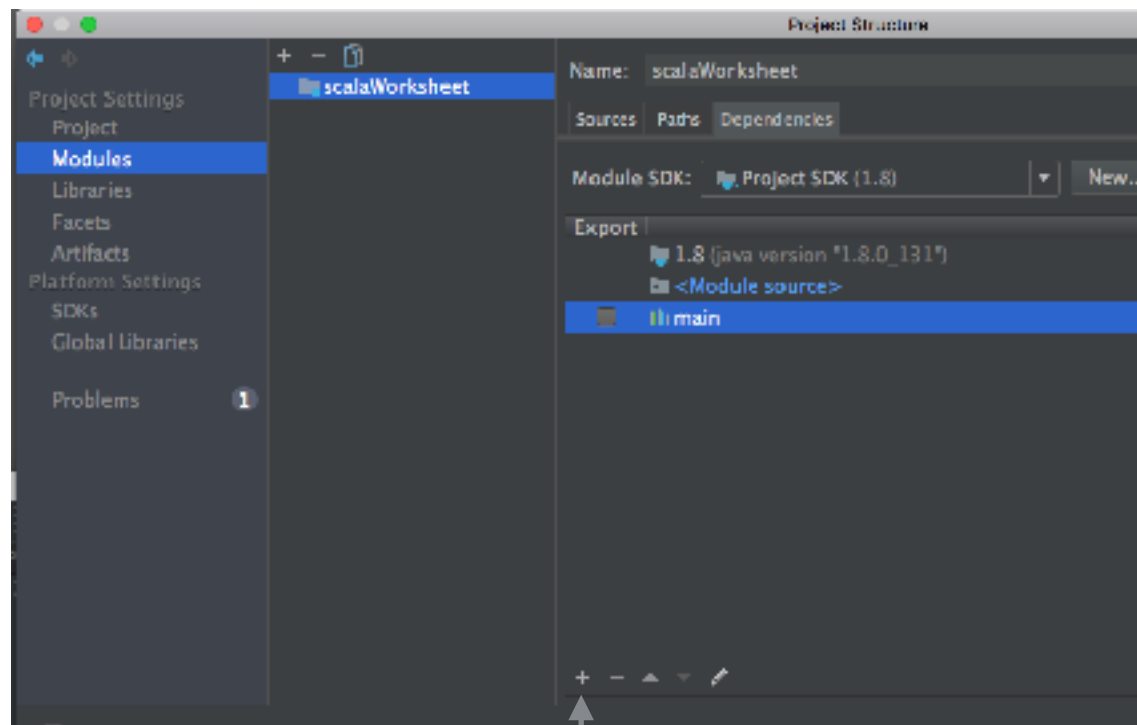 Project Structure
Project Settings
Project
Modules
Libraries
Facets
Artifacts
Platform Settings
SDKs
Global Libraries
Problems 1
scalaWorksheet
Name: scalaWorksheet
Sources Paths Dependencies
Module SDK: Project SDK (1.8) New...
Export
1.8 (java version "1.8.0_131")
<Module source>
main